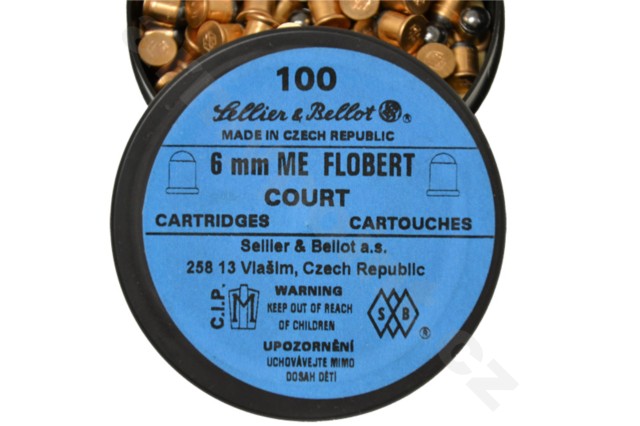 100
Sellier & Bellot ®
MADE IN CZECH REPUBLIC
6 mm ME FLOBERT
COURT
CARTRIDGES CARTOUCHES
Sellier & Bellot a.s.
258 13 Vlašim, Czech Republic
C.I.P.
WARNING
KEEP OUT OF REACH
OF CHILDREN
S B ®
UPOZORNĚNÍ
UCHOVÁVEJTE MIMO
DOSAH DĚTÍ
cz